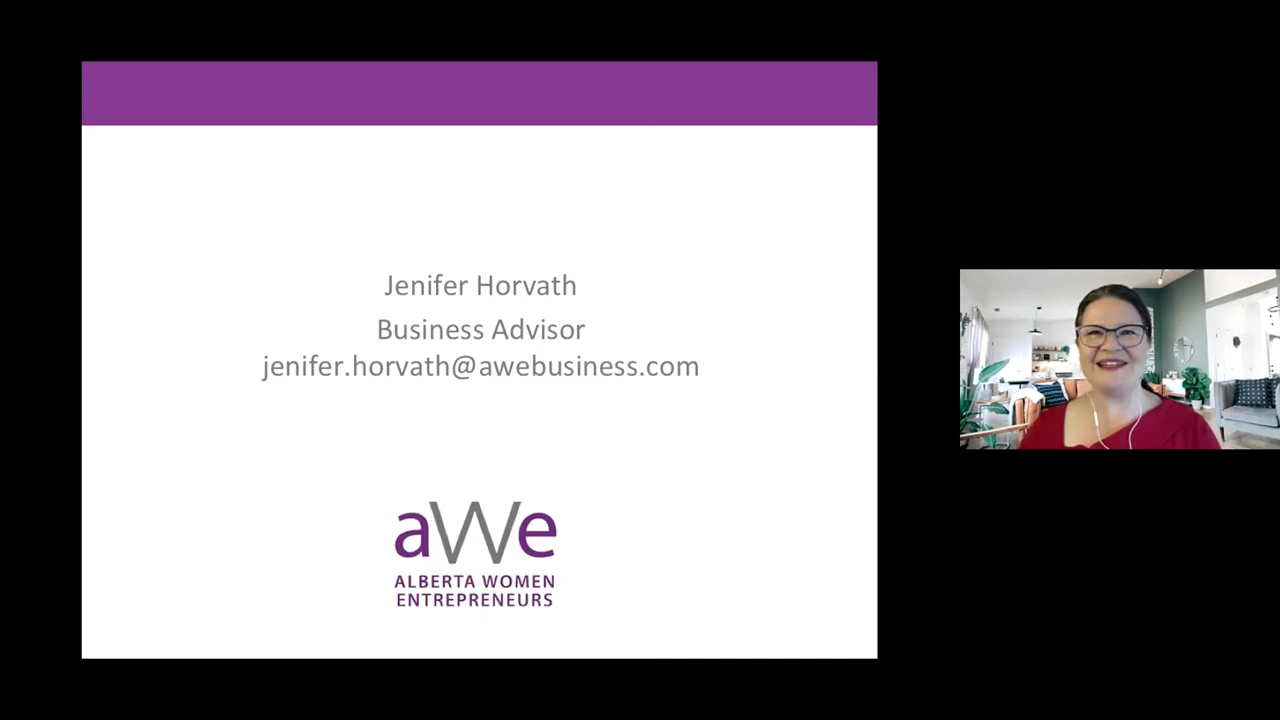 Jenifer Horvath
Business Advisor
jenifer.horvath@awebusiness.com
aWe
ALBERTA WOMEN
ENTREPRENEURS